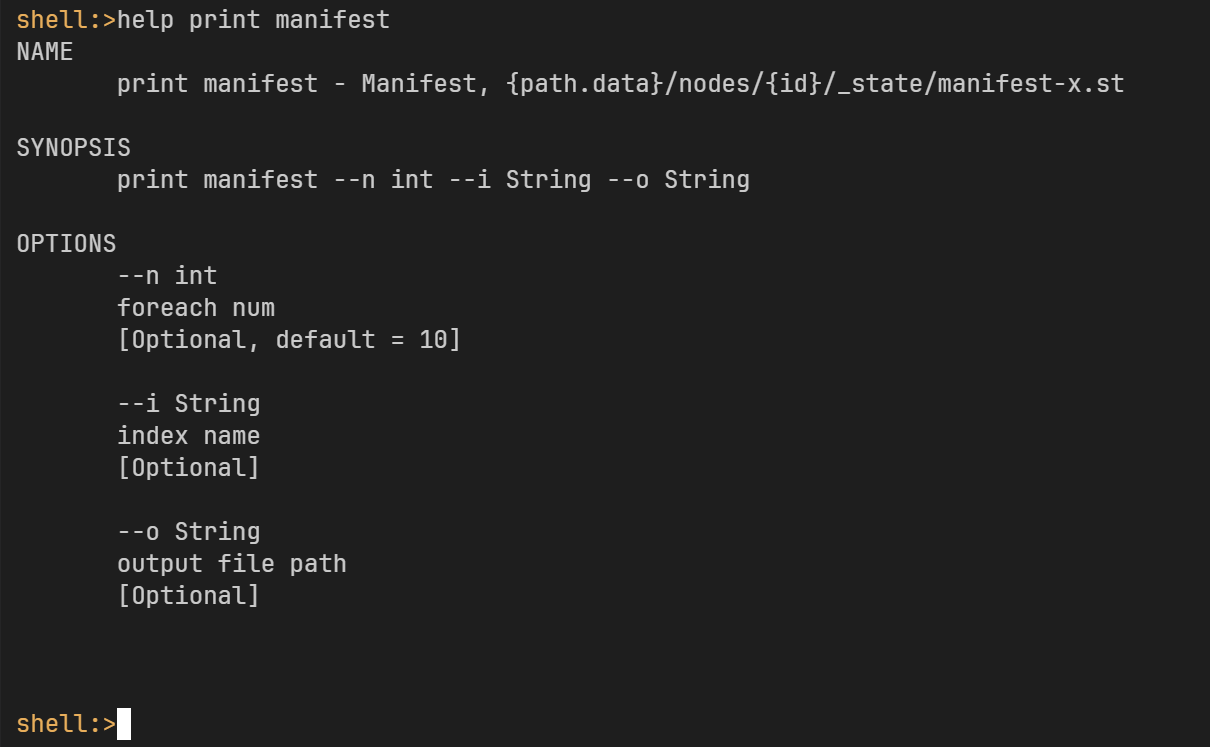 shell:>help print manifest
NAME
print manifest - Manifest, {path.data}/nodes/{id}/_state/manifest-x.st
SYNOPSIS
print manifest --n int --i String --o String
OPTIONS
--n int
foreach num
[Optional, default = 10]
--i String
index name
[Optional]
--o String
output file path
[Optional]
shell:>